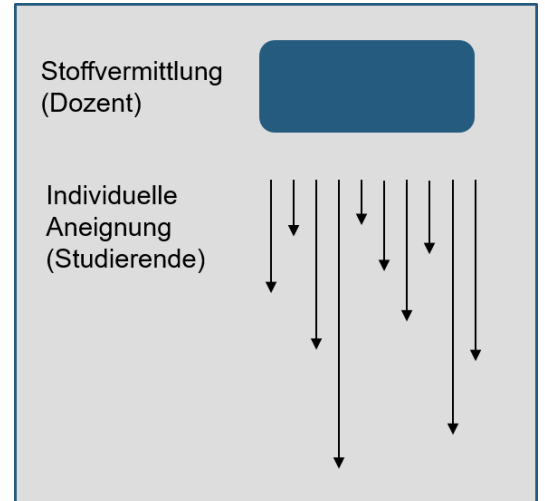 Stoffvermittlung
(Dozent)
Individuelle
Aneignung
(Studierende)